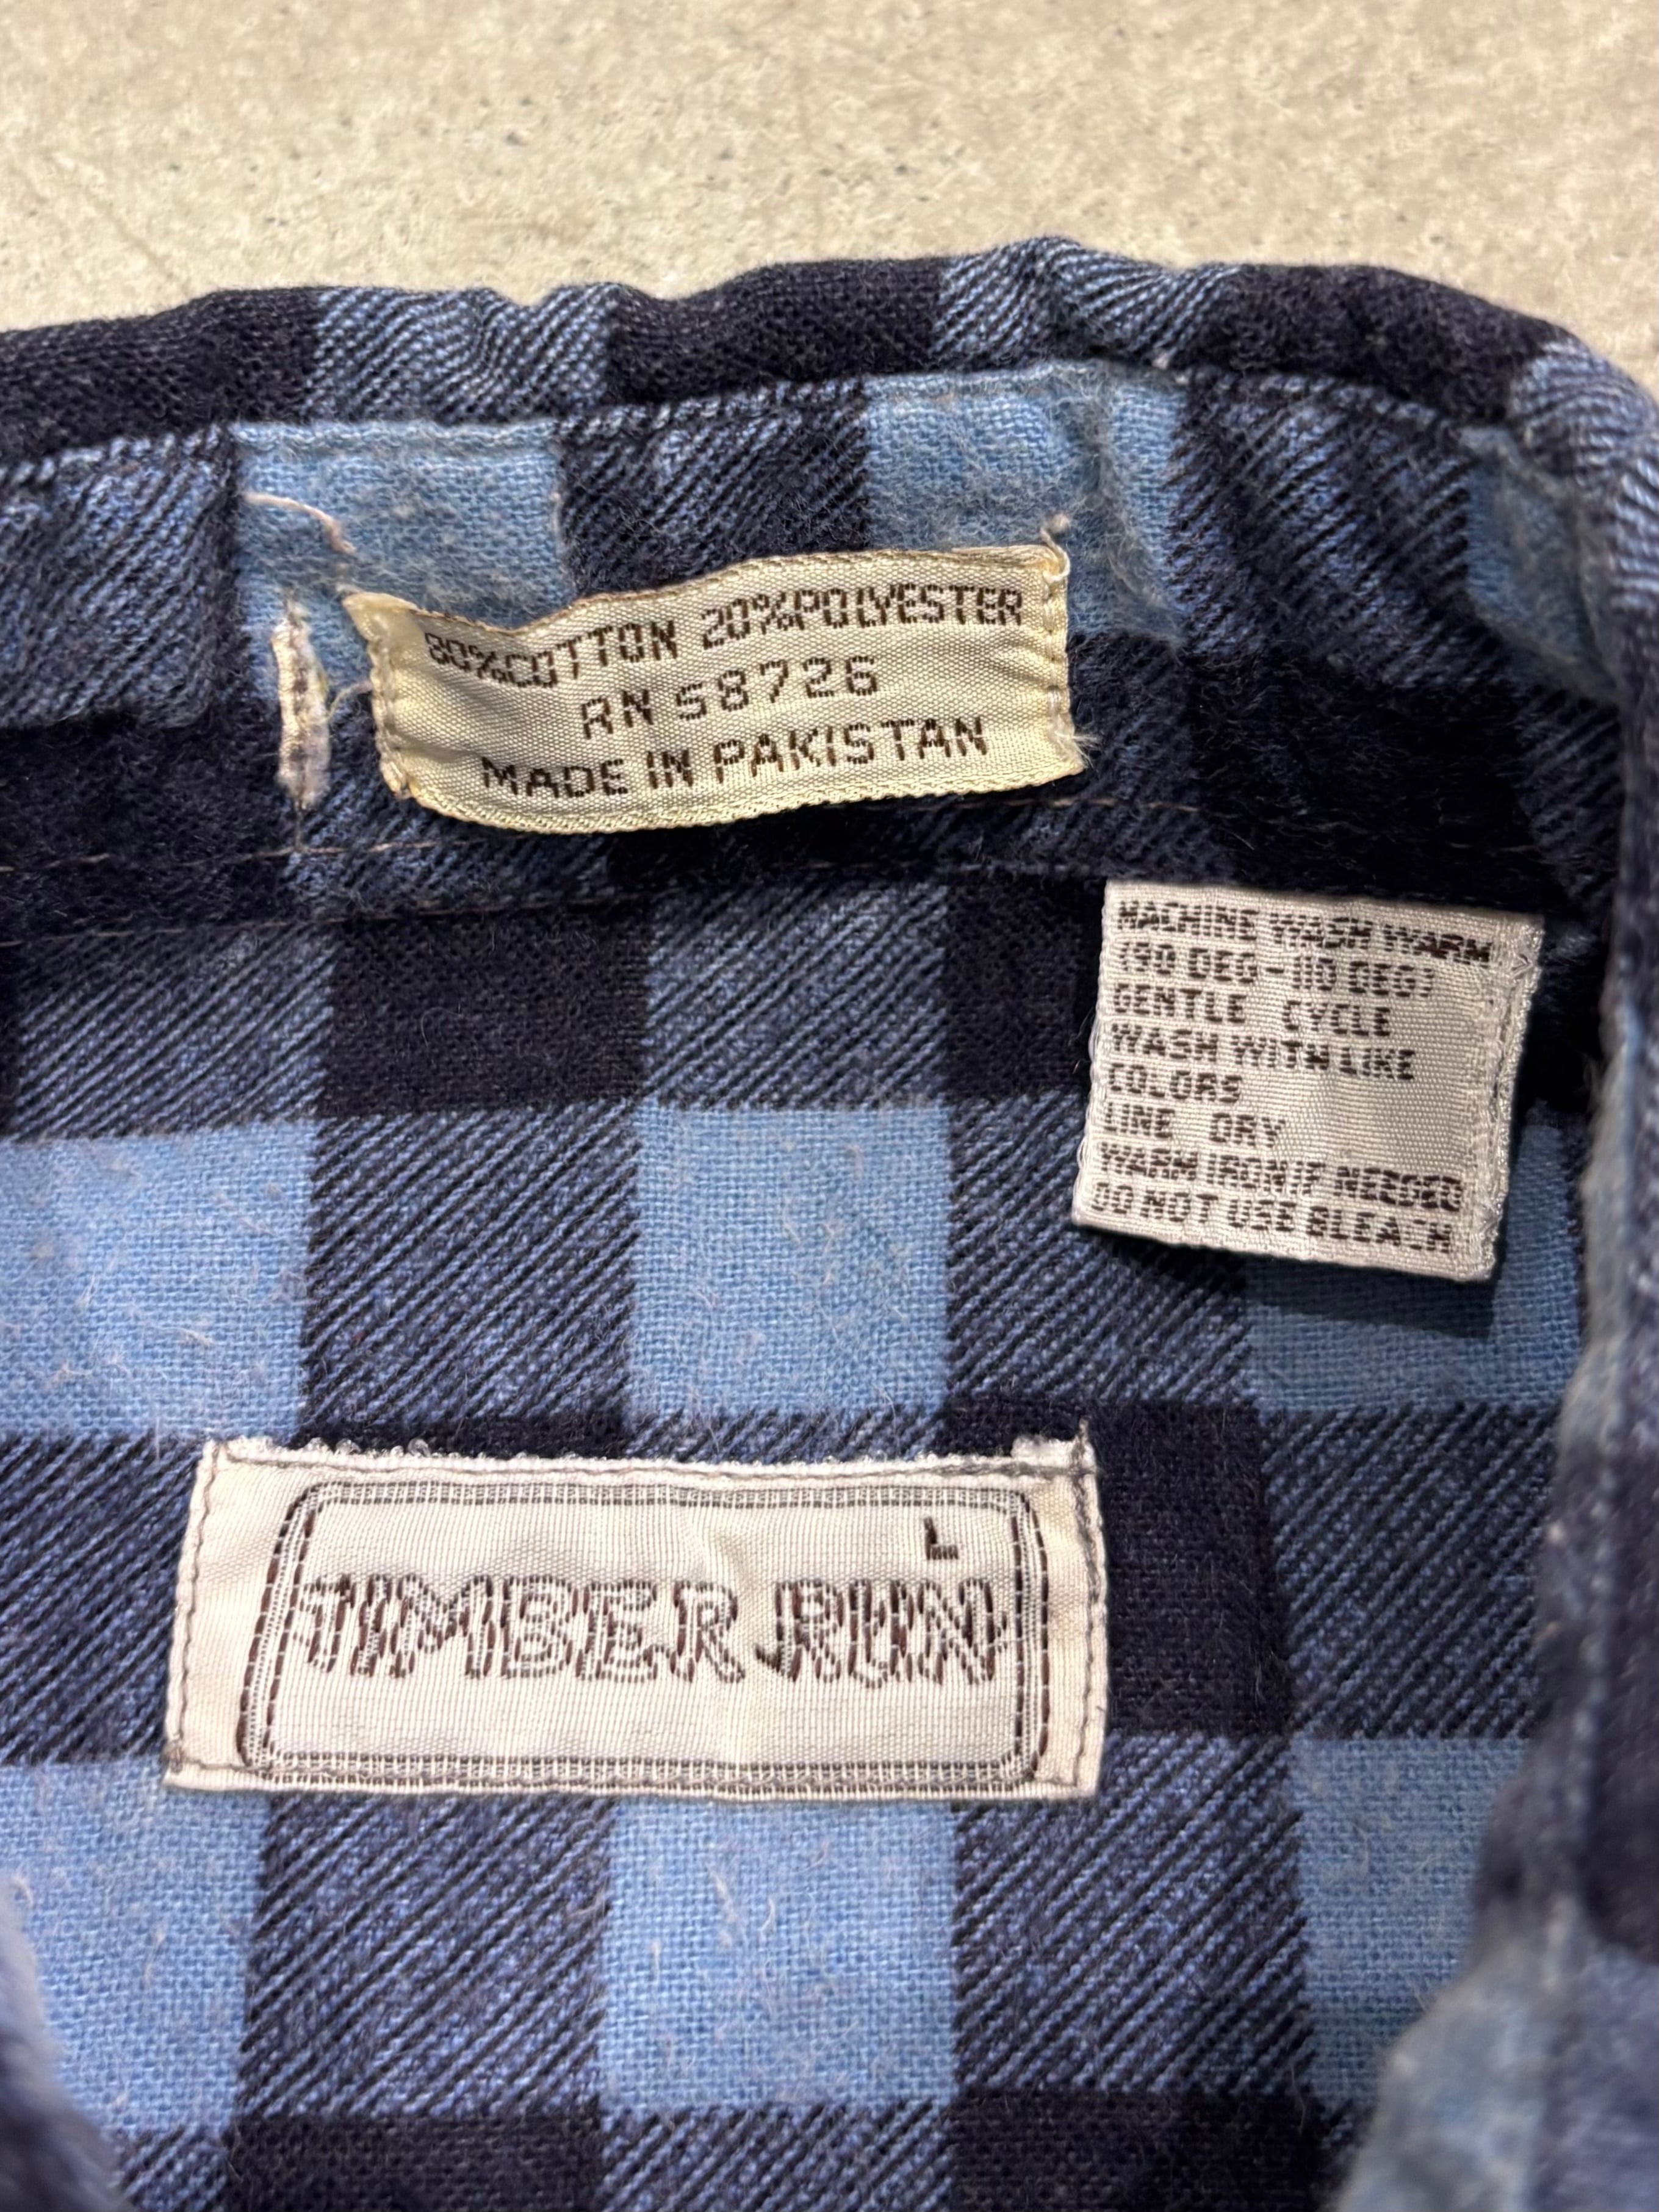 80%COTTON 20%POLYESTER
RN 58726
MADE IN PAKISTAN
MACHINE WASH WARM
(90 DEG-110 DEG)
GENTLE CYCLE
WASH WITH LIKE
COLORS
LINE DRY
WARM IRON IF NEEDED
DO NOT USE BLEACH
L
TIMBER RUN